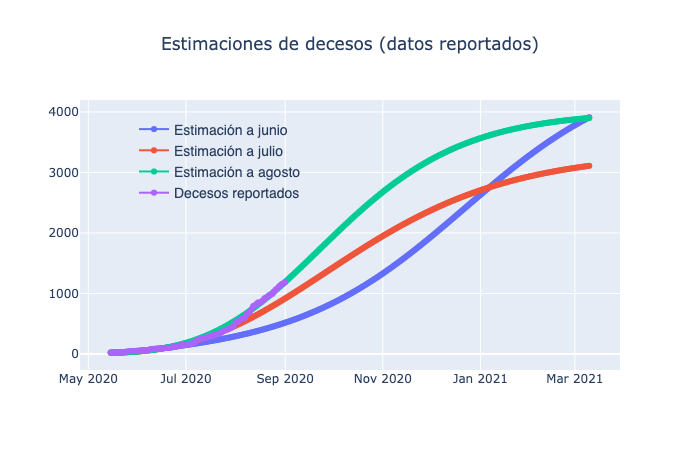 Estimaciones de decesos (datos reportados)
4000
3000
2000
1000
0
Estimación a junio
Estimación a julio
Estimación a agosto
Decesos reportados
May 2020 Jul 2020 Sep 2020 Nov 2020 Jan 2021 Mar 2021